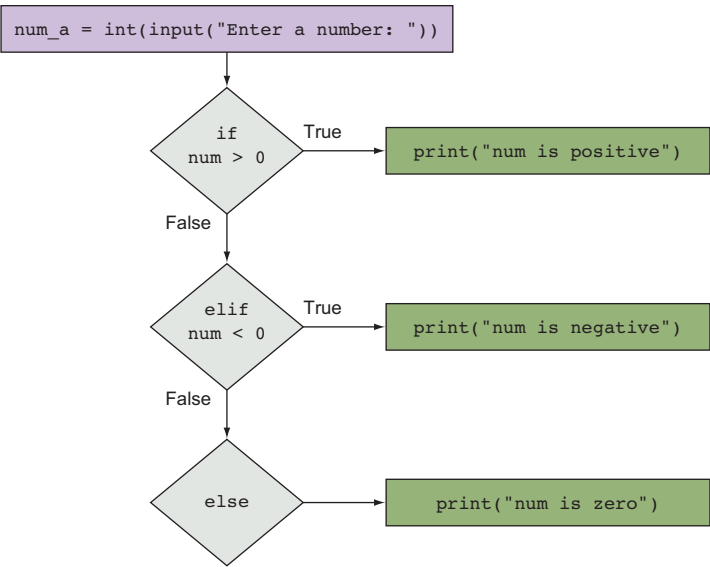 num_a = int(input("Enter a number: "))
if
num > 0
True
print("num is positive")
False
elif
num < 0
True
print("num is negative")
False
else
print("num is zero")